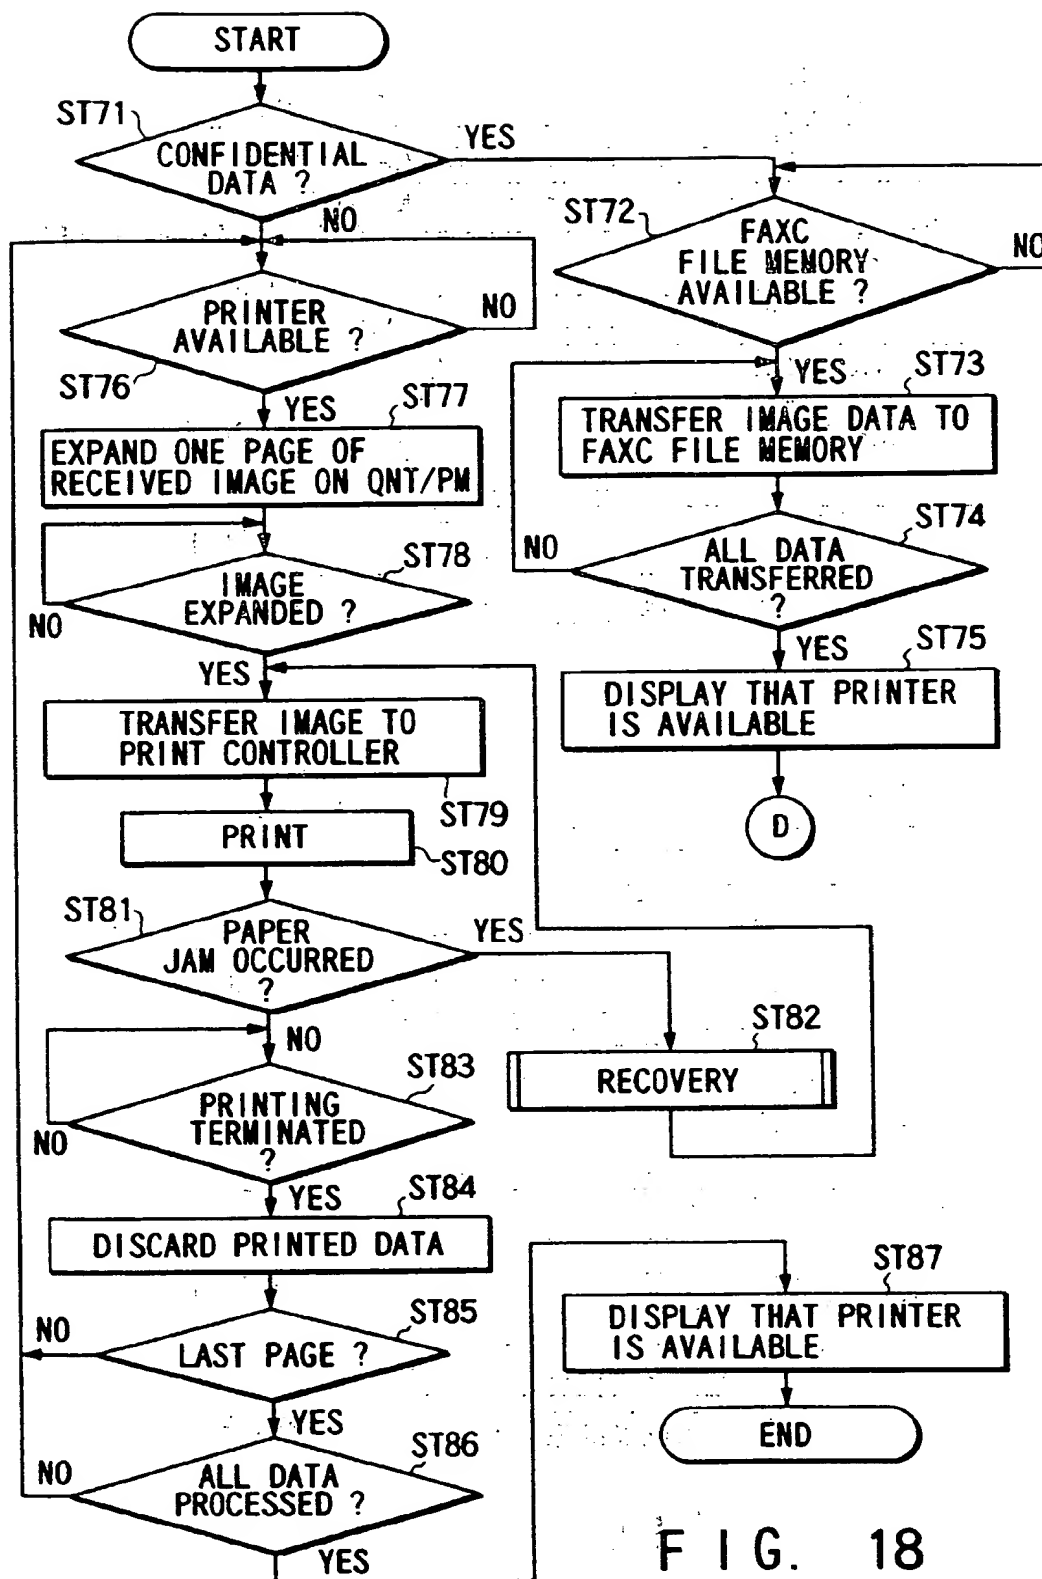 START
ST71
CONFIDENTIAL
DATA ?
YES
NO
ST72
FAXC
FILE MEMORY
AVAILABLE ?
NO
PRINTER
AVAILABLE ?
NO
ST76
YES
ST77
EXPAND ONE PAGE OF
RECEIVED IMAGE ON QNT/PM
YES
ST73
TRANSFER IMAGE DATA TO
FAXC FILE MEMORY
ST78
IMAGE
EXPANDED ?
NO
YES
ST74
ALL DATA
TRANSFERRED
?
NO
YES
ST75
DISPLAY THAT PRINTER
IS AVAILABLE
D
TRANSFER IMAGE TO
PRINT CONTROLLER
ST79
PRINT
ST80
ST81
PAPER
JAM OCCURRED
?
YES
NO
ST82
RECOVERY
ST83
PRINTING
TERMINATED
?
NO
YES
ST84
DISCARD PRINTED DATA
ST85
LAST PAGE ?
NO
YES
ST86
ALL DATA
PROCESSED ?
NO
YES
ST87
DISPLAY THAT PRINTER
IS AVAILABLE
END
FIG. 18